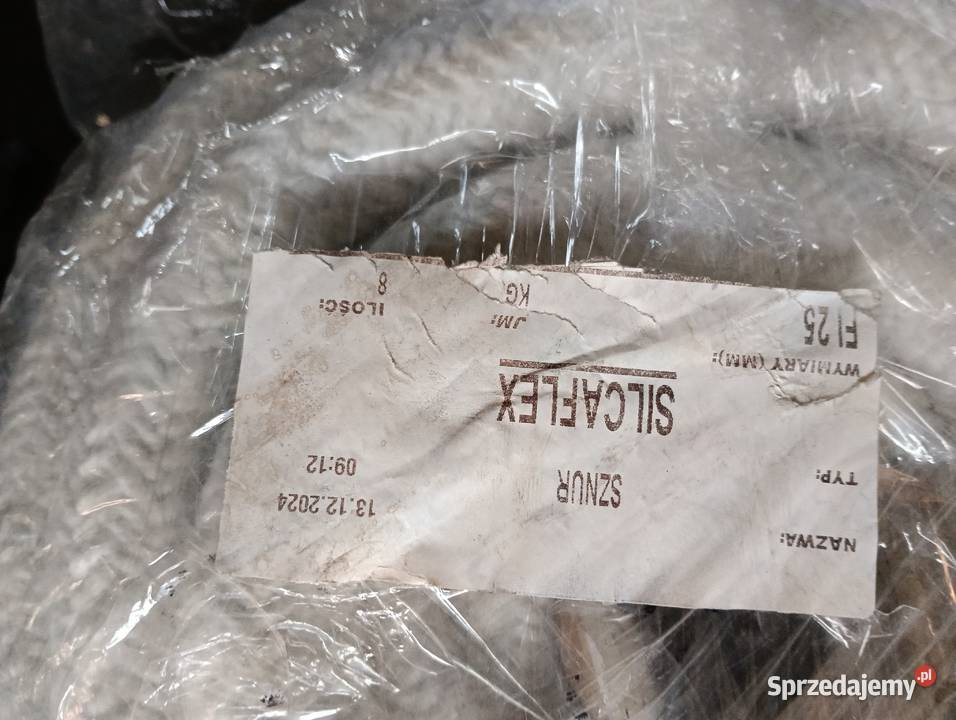 NAZWA:
SZNUR
13.12.2024
09:12
TYP:
SILCAFLEX
WYMIARY (MM):
FI 25
JM:
KG
ILOŚĆ:
8
Sprzedajemy.pl